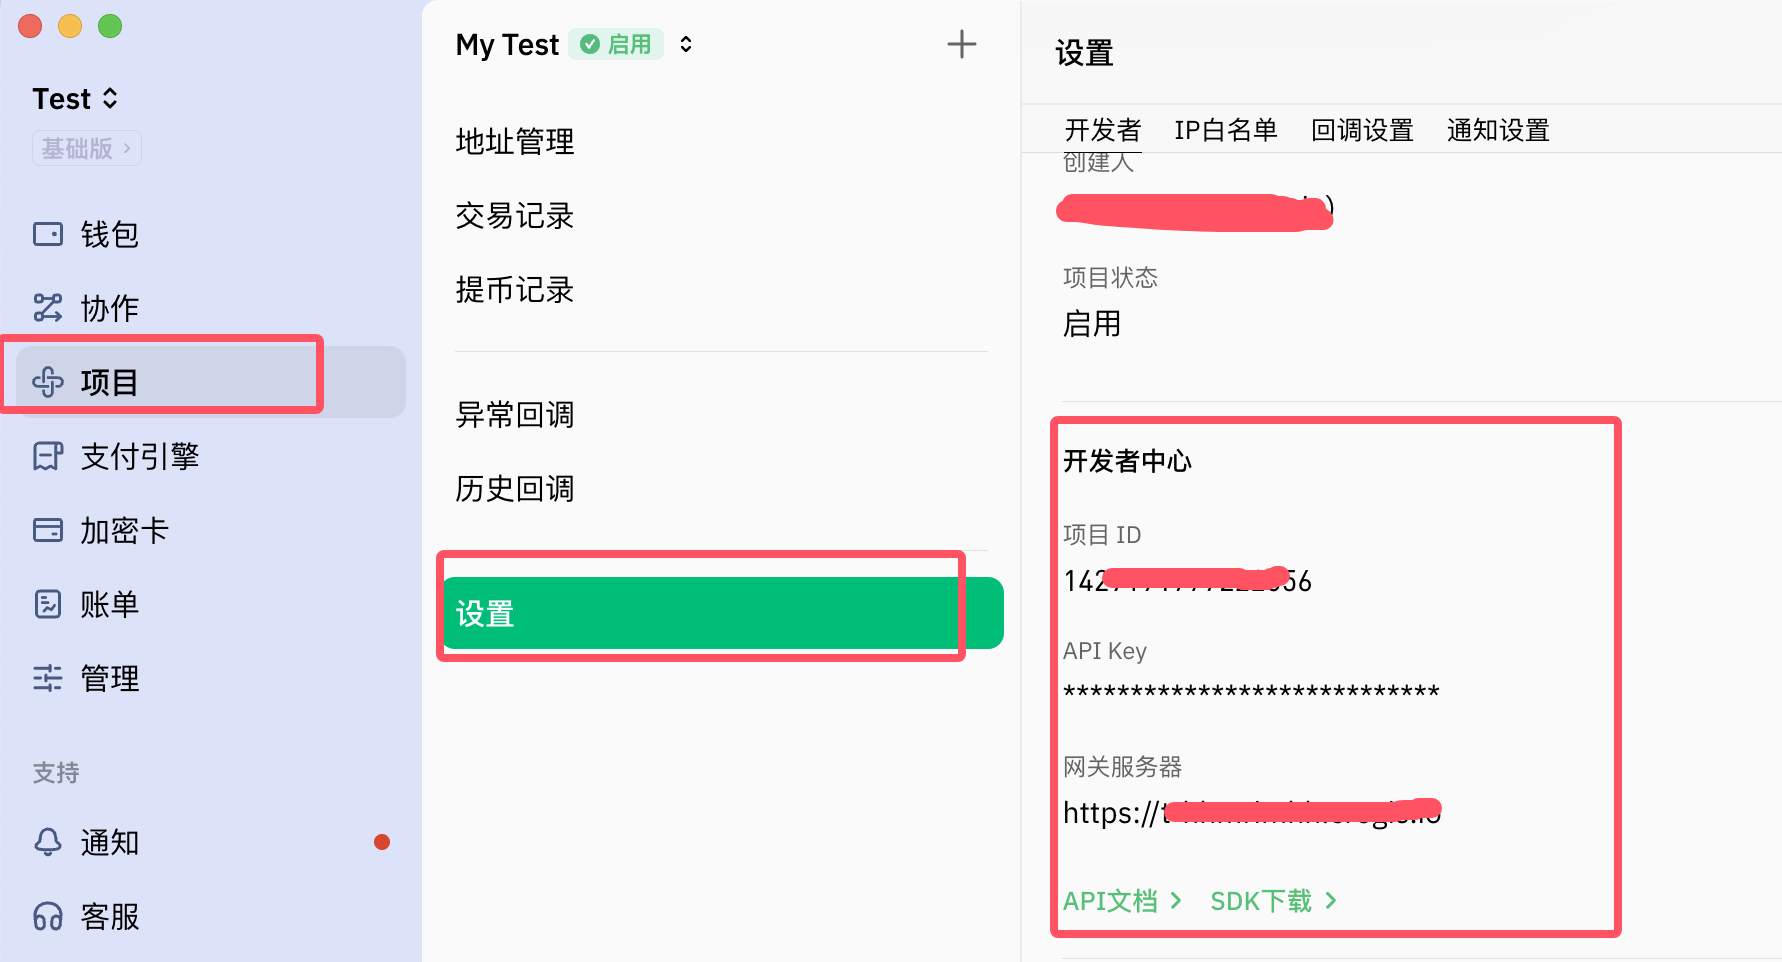 Test
基础版
钱包
协作
项目
支付引擎
加密卡
账单
管理
支持
通知
客服
My Test 启用
地址管理
交易记录
提币记录
异常回调
历史回调
设置
设置
开发者 IP白名单 回调设置 通知设置
创建人
项目状态
启用
开发者中心
项目 ID
API Key
****************************
网关服务器
https://
API文档 SDK下载